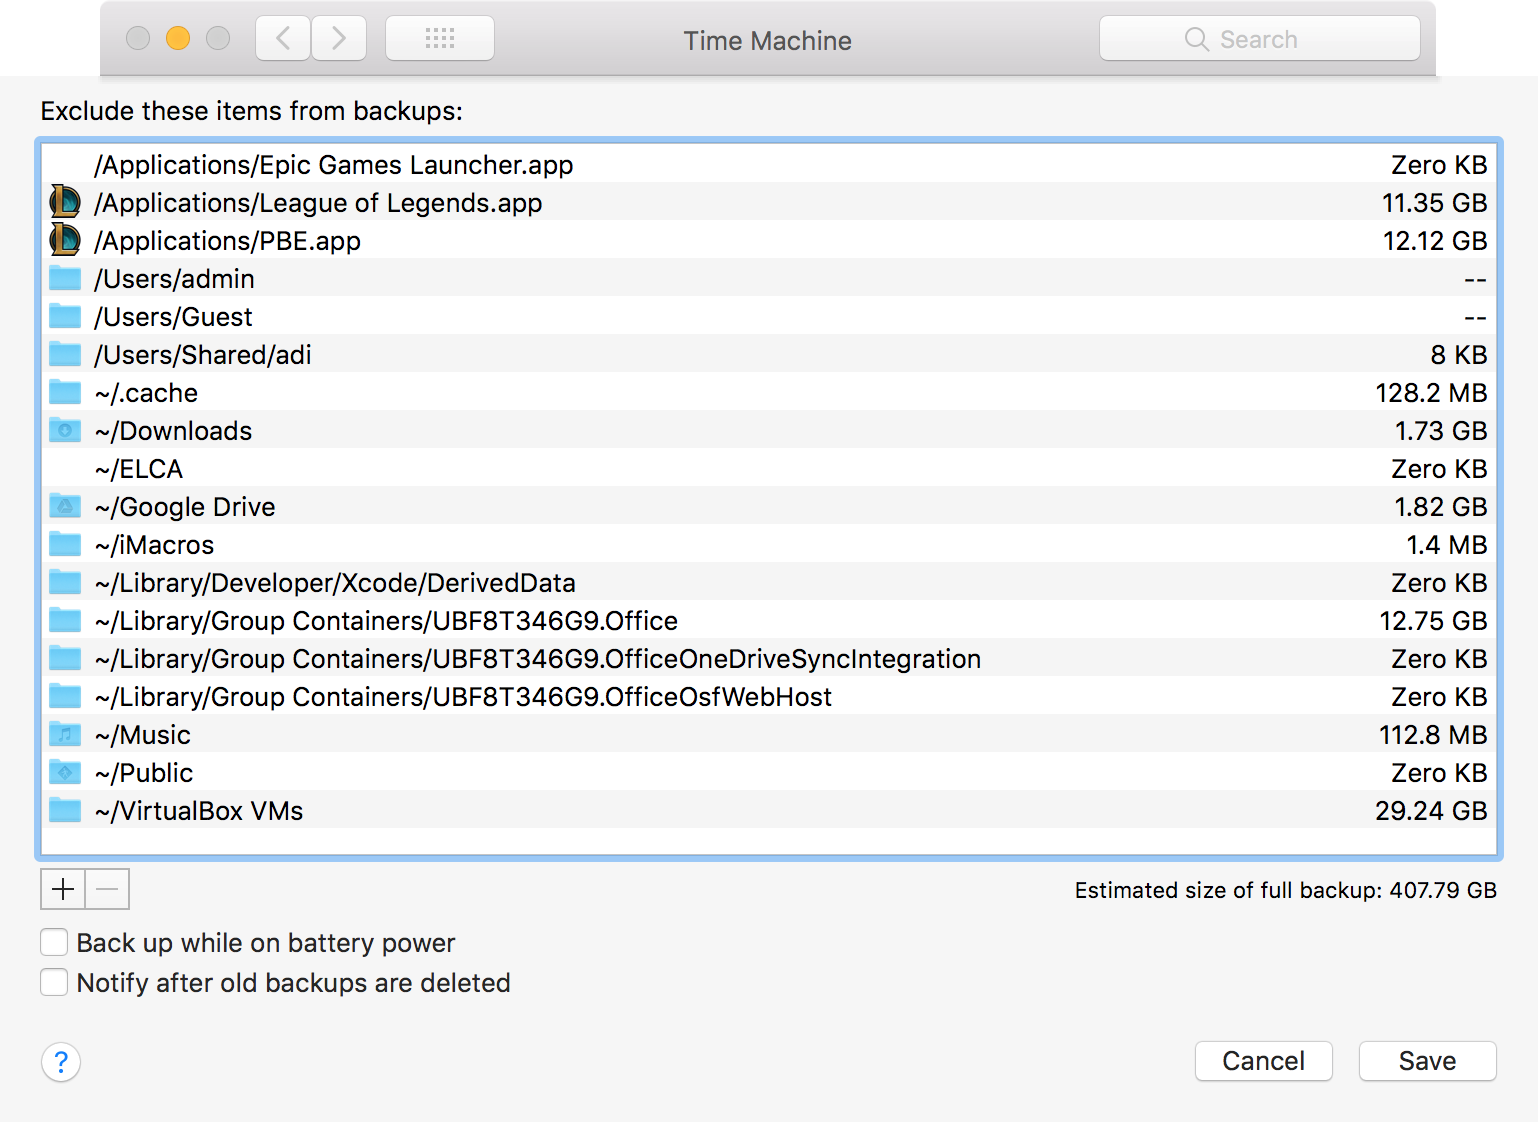 Time Machine
Search
Exclude these items from backups:
/Applications/Epic Games Launcher.app Zero KB
/Applications/League of Legends.app 11.35 GB
/Applications/PBE.app 12.12 GB
/Users/admin --
/Users/Guest --
/Users/Shared/adi 8 KB
~/.cache 128.2 MB
~/Downloads 1.73 GB
~/ELCA Zero KB
~/Google Drive 1.82 GB
~/iMacros 1.4 MB
~/Library/Developer/Xcode/DerivedData Zero KB
~/Library/Group Containers/UBF8T346G9.Office 12.75 GB
~/Library/Group Containers/UBF8T346G9.OfficeOneDriveSyncIntegration Zero KB
~/Library/Group Containers/UBF8T346G9.OfficeOsfWebHost Zero KB
~/Music 112.8 MB
~/Public Zero KB
~/VirtualBox VMs 29.24 GB
Estimated size of full backup: 407.79 GB
Back up while on battery power
Notify after old backups are deleted
? Cancel Save